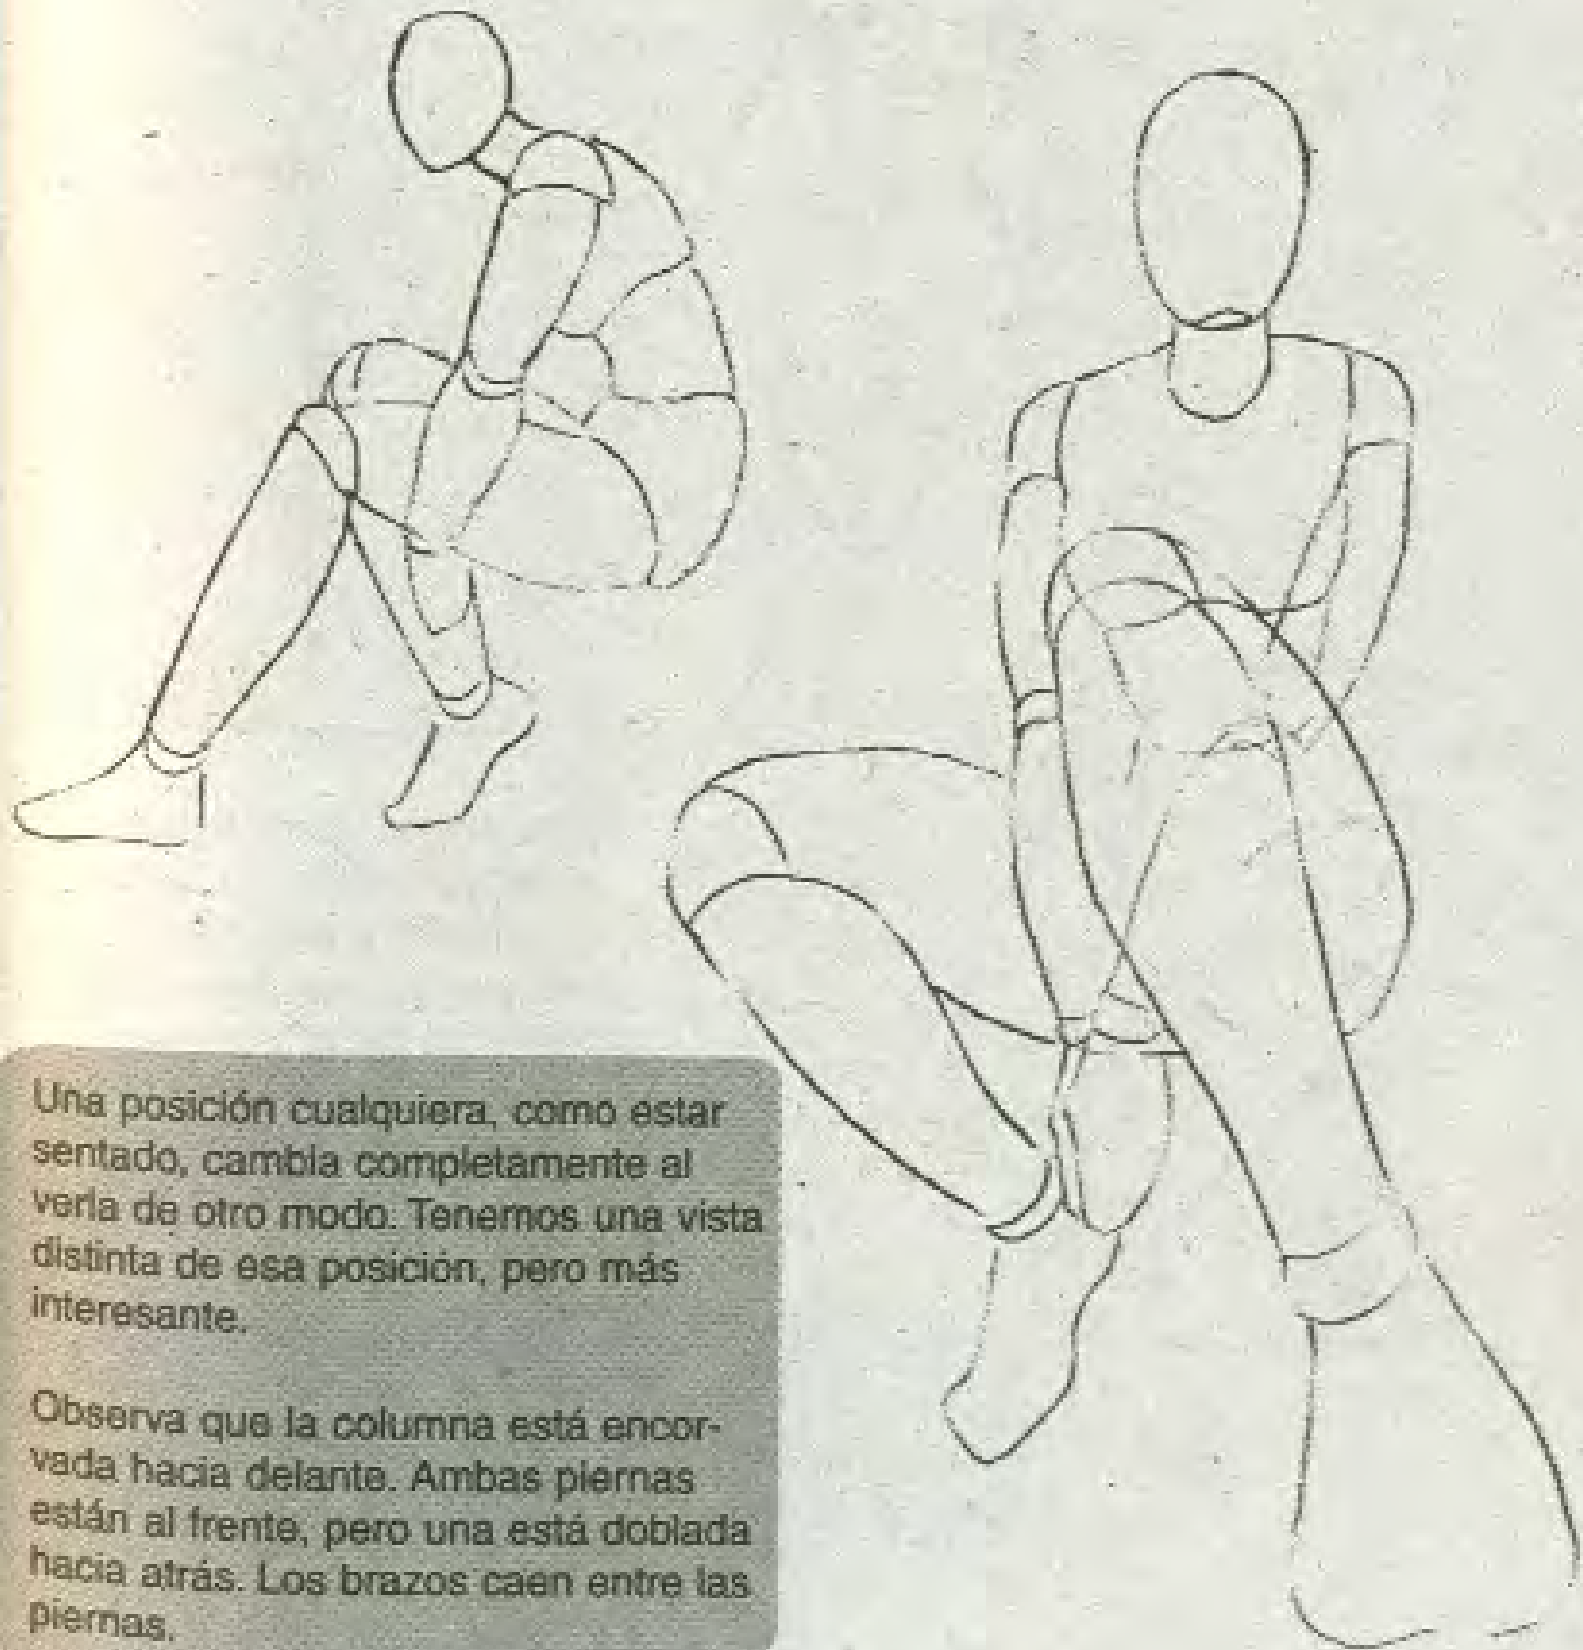 Una posición cualquiera, como estar
sentado, cambia completamente al
verla de otro modo. Tenemos una vista
distinta de esa posición, pero más
interesante.
Observa que la columna está encor-
vada hacia delante. Ambas piernas
están al frente, pero una está doblada
hacia atrás. Los brazos caen entre las
piernas.